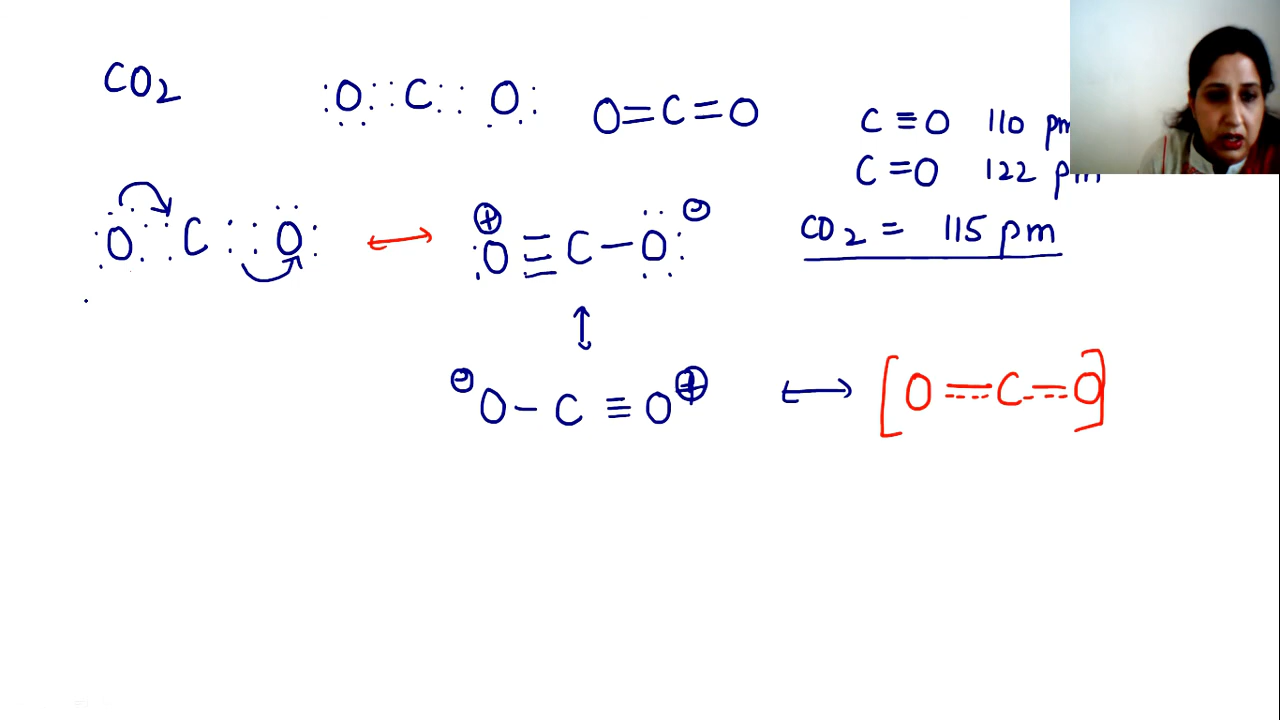 CO₂
:O::C::O:
O=C=O
C≡O 110 pm
C=O 122 pm
CO₂ = 115 pm
:O::C::O: ↔ ⊕:O≡C–O:⊖
↕
⊖O–C≡O⊕ ↔ [O=C=O]